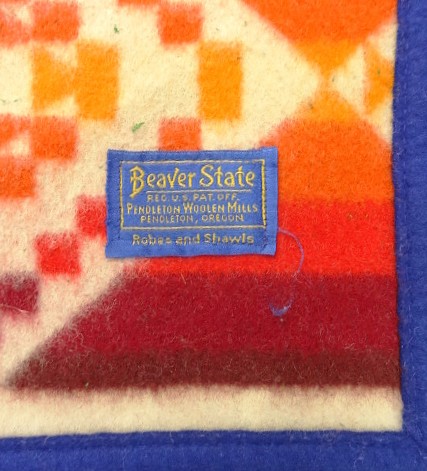 Beaver State
REG. U.S. PAT. OFF.
PENDLETON WOOLEN MILLS
PENDLETON, OREGON
Robes and Shawls